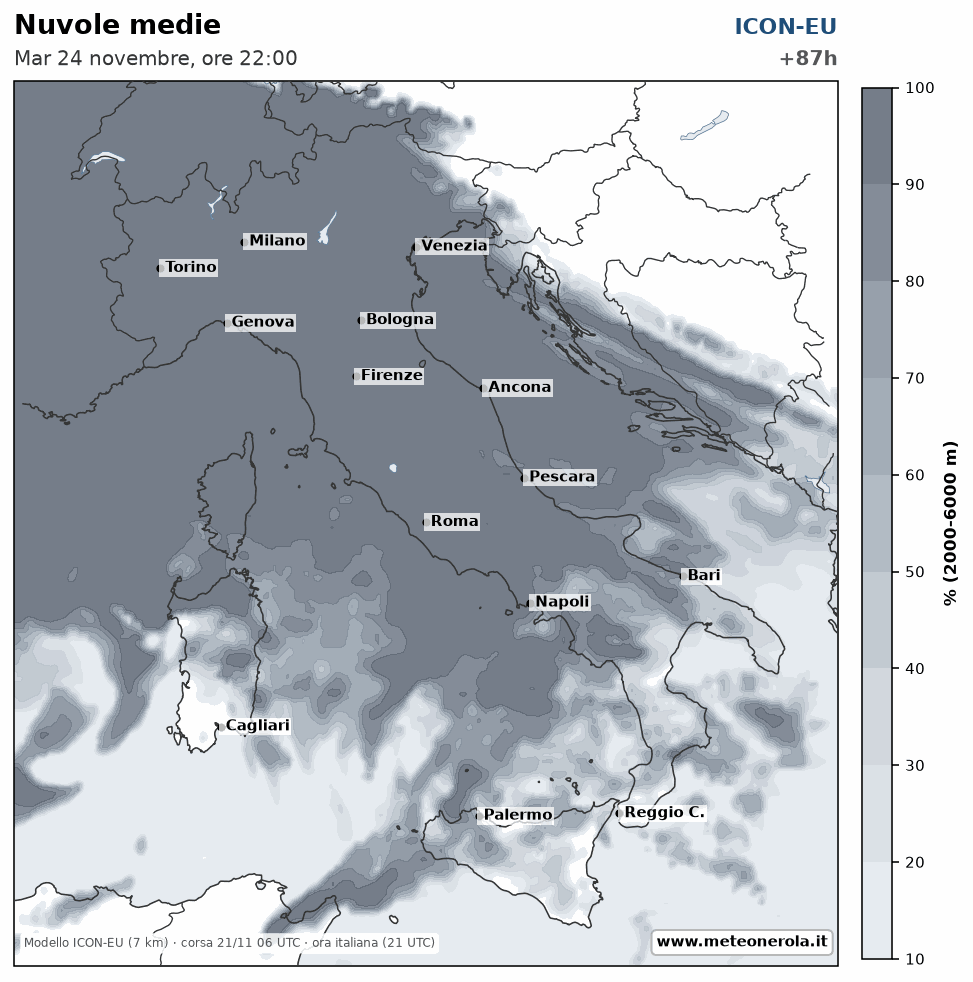 Nuvole medie
ICON-EU
Mar 24 novembre, ore 22:00
+87h
100
90
80
70
60
50
40
30
20
10
% (2000-6000 m)
Milano
Venezia
Torino
Genova
Bologna
Firenze
Ancona
Pescara
Roma
Bari
Napoli
Cagliari
Palermo
Reggio C.
Modello ICON-EU (7 km) · corsa 21/11 06 UTC · ora italiana (21 UTC)
www.meteonerola.it